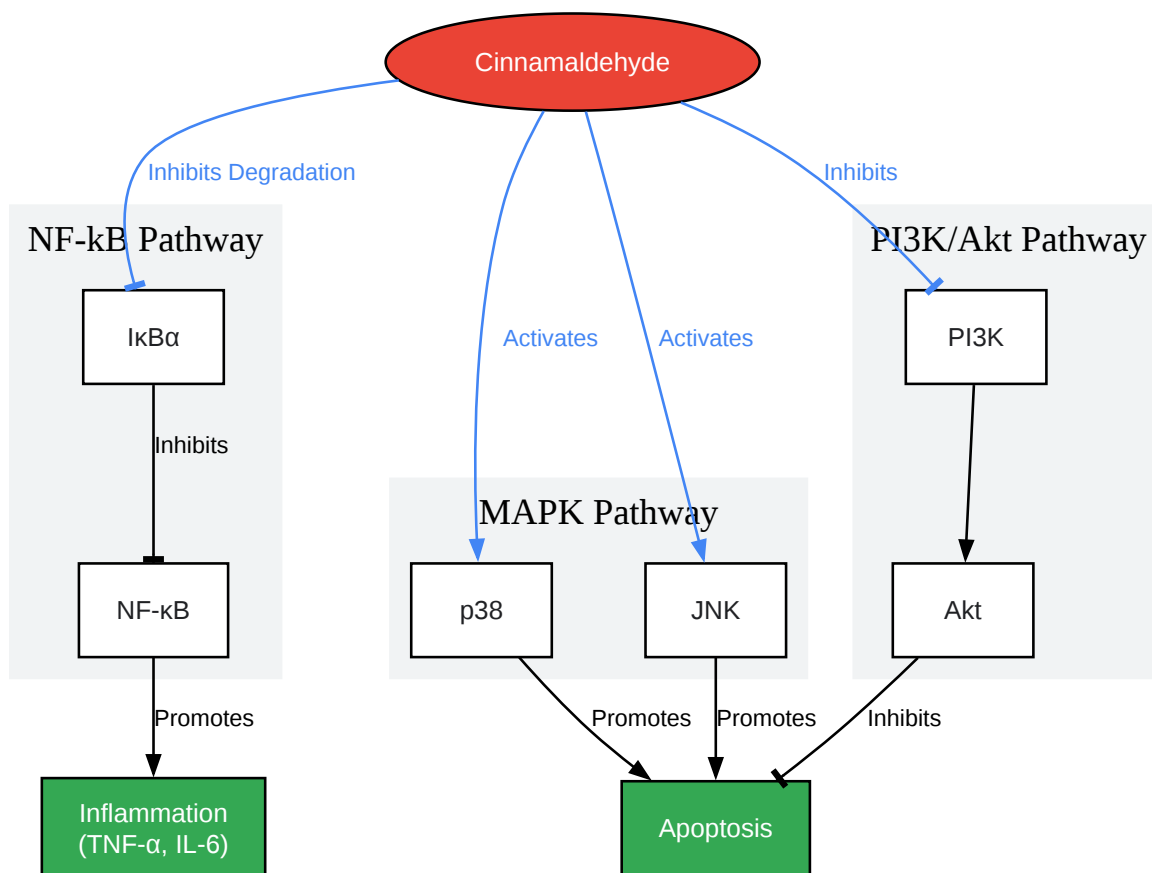 Cinnamaldehyde
Inhibits Degradation
Inhibits
NF-kB Pathway
PI3K/Akt Pathway
IκBα
Activates
Activates
PI3K
Inhibits
MAPK Pathway
NF-κB
p38
JNK
Akt
Promotes
Promotes
Promotes
Inhibits
Inflammation
(TNF-α, IL-6)
Apoptosis